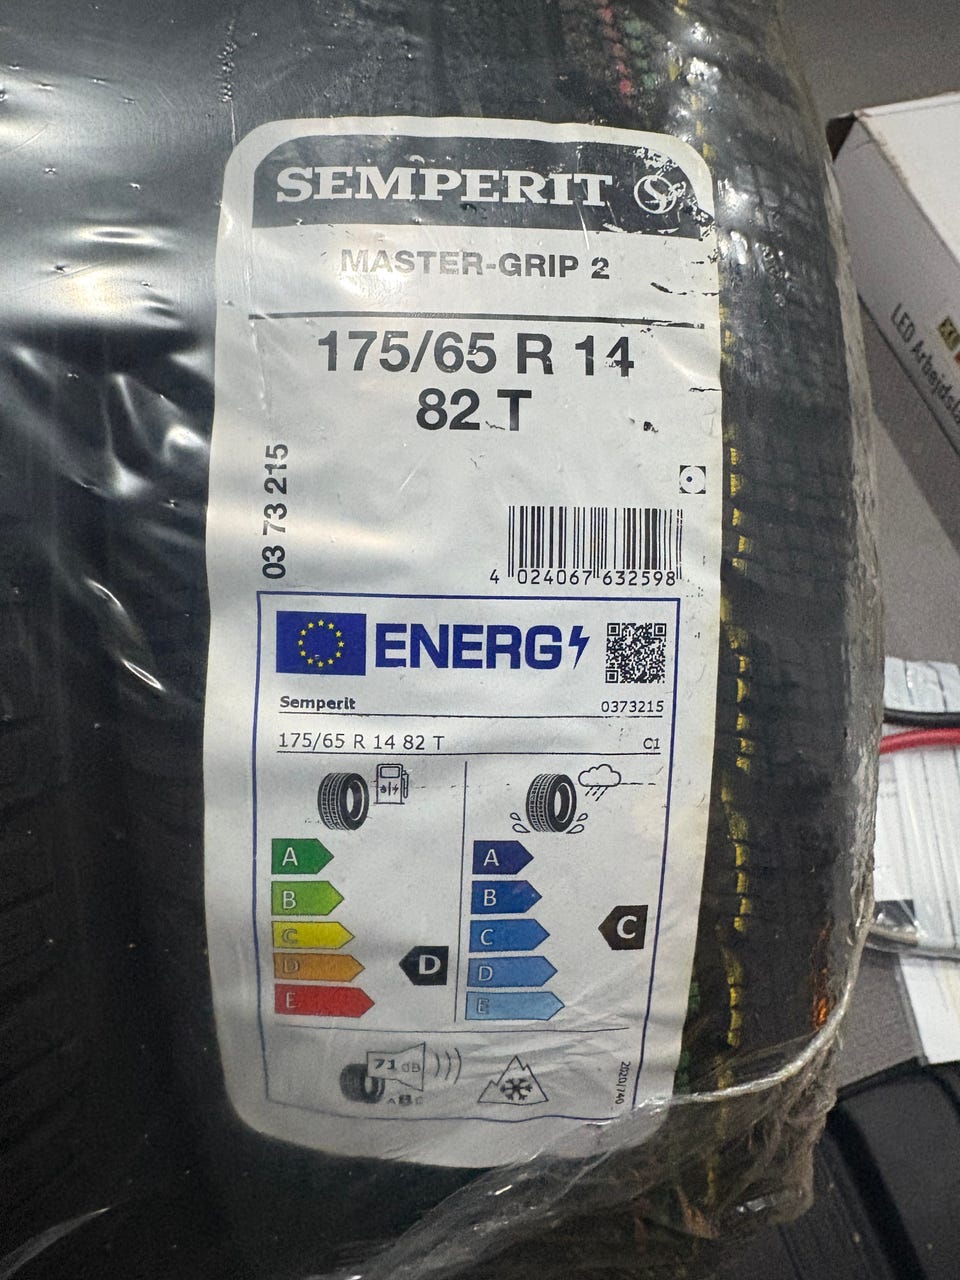 SEMPERIT
MASTER-GRIP 2
175/65 R 14
82 T
03 73 215
4 024067 632598
ENERG
Semperit 0373215
175/65 R 14 82 T C1
A A
B B
C C C
D D D
E E
71 dB
ABC
2020/740
LED Arbejds